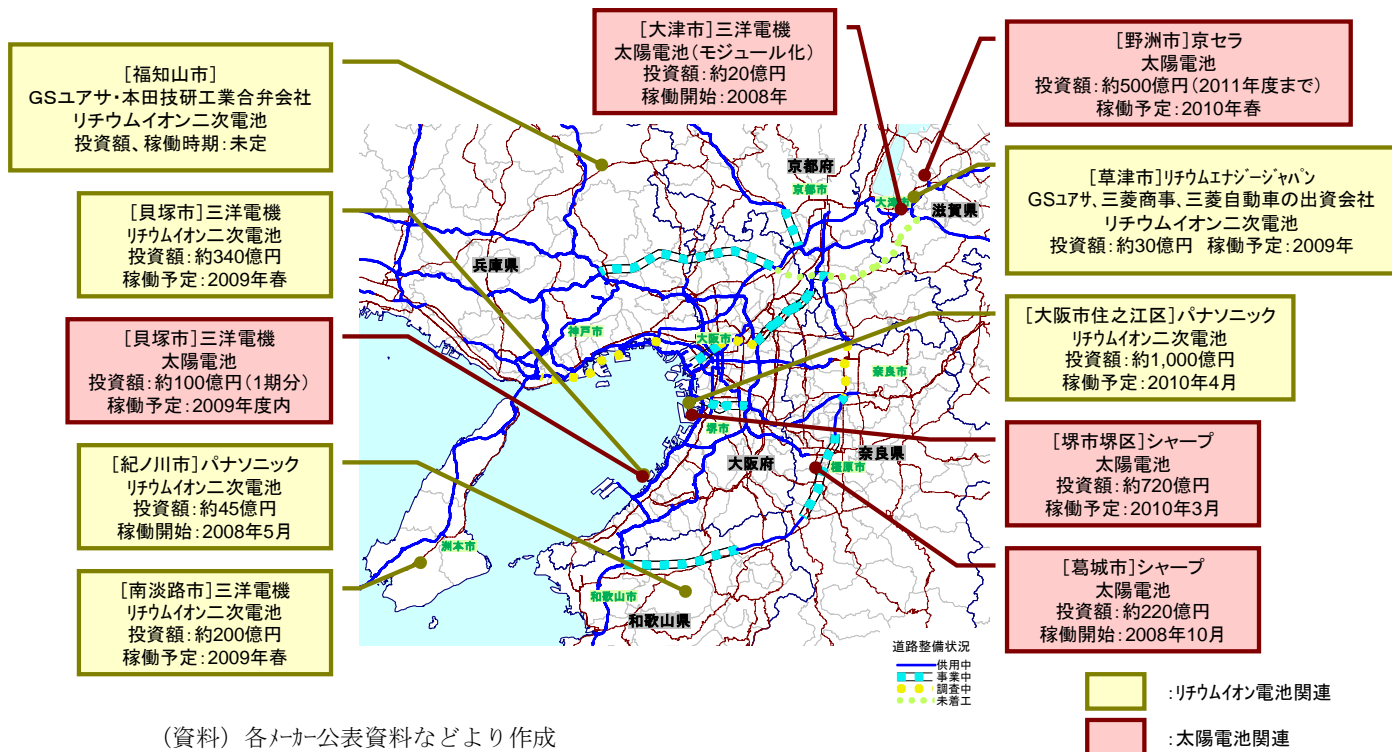 [福知山市]
GSユアサ・本田技研工業合弁会社
リチウムイオン二次電池
投資額、稼働時期:未定
[貝塚市]三洋電機
リチウムイオン二次電池
投資額:約340億円
稼働予定:2009年春
[貝塚市]三洋電機
太陽電池
投資額:約100億円(1期分)
稼働予定:2009年度内
[紀ノ川市]パナソニック
リチウムイオン二次電池
投資額:約45億円
稼働開始:2008年5月
[南淡路市]三洋電機
リチウムイオン二次電池
投資額:約200億円
稼働予定:2009年春
[大津市]三洋電機
太陽電池(モジュール化)
投資額:約20億円
稼働開始:2008年
[野洲市]京セラ
太陽電池
投資額:約500億円(2011年度まで)
稼働予定:2010年春
[草津市]リチウムエナジージャパン
GSユアサ、三菱商事、三菱自動車の出資会社
リチウムイオン二次電池
投資額:約30億円 稼働予定:2009年
[大阪市住之江区]パナソニック
リチウムイオン二次電池
投資額:約1,000億円
稼働予定:2010年4月
[堺市堺区]シャープ
太陽電池
投資額:約720億円
稼働予定:2010年3月
[葛城市]シャープ
太陽電池
投資額:約220億円
稼働開始:2008年10月
京都府
京都市
大津市
滋賀県
兵庫県
神戸市
大阪市
奈良市
堺市
大阪府
奈良県
橿原市
洲本市
和歌山市
和歌山県
道路整備状況
供用中
事業中
調査中
未着工
:リチウムイオン電池関連
:太陽電池関連
(資料) 各メーカー公表資料などより作成